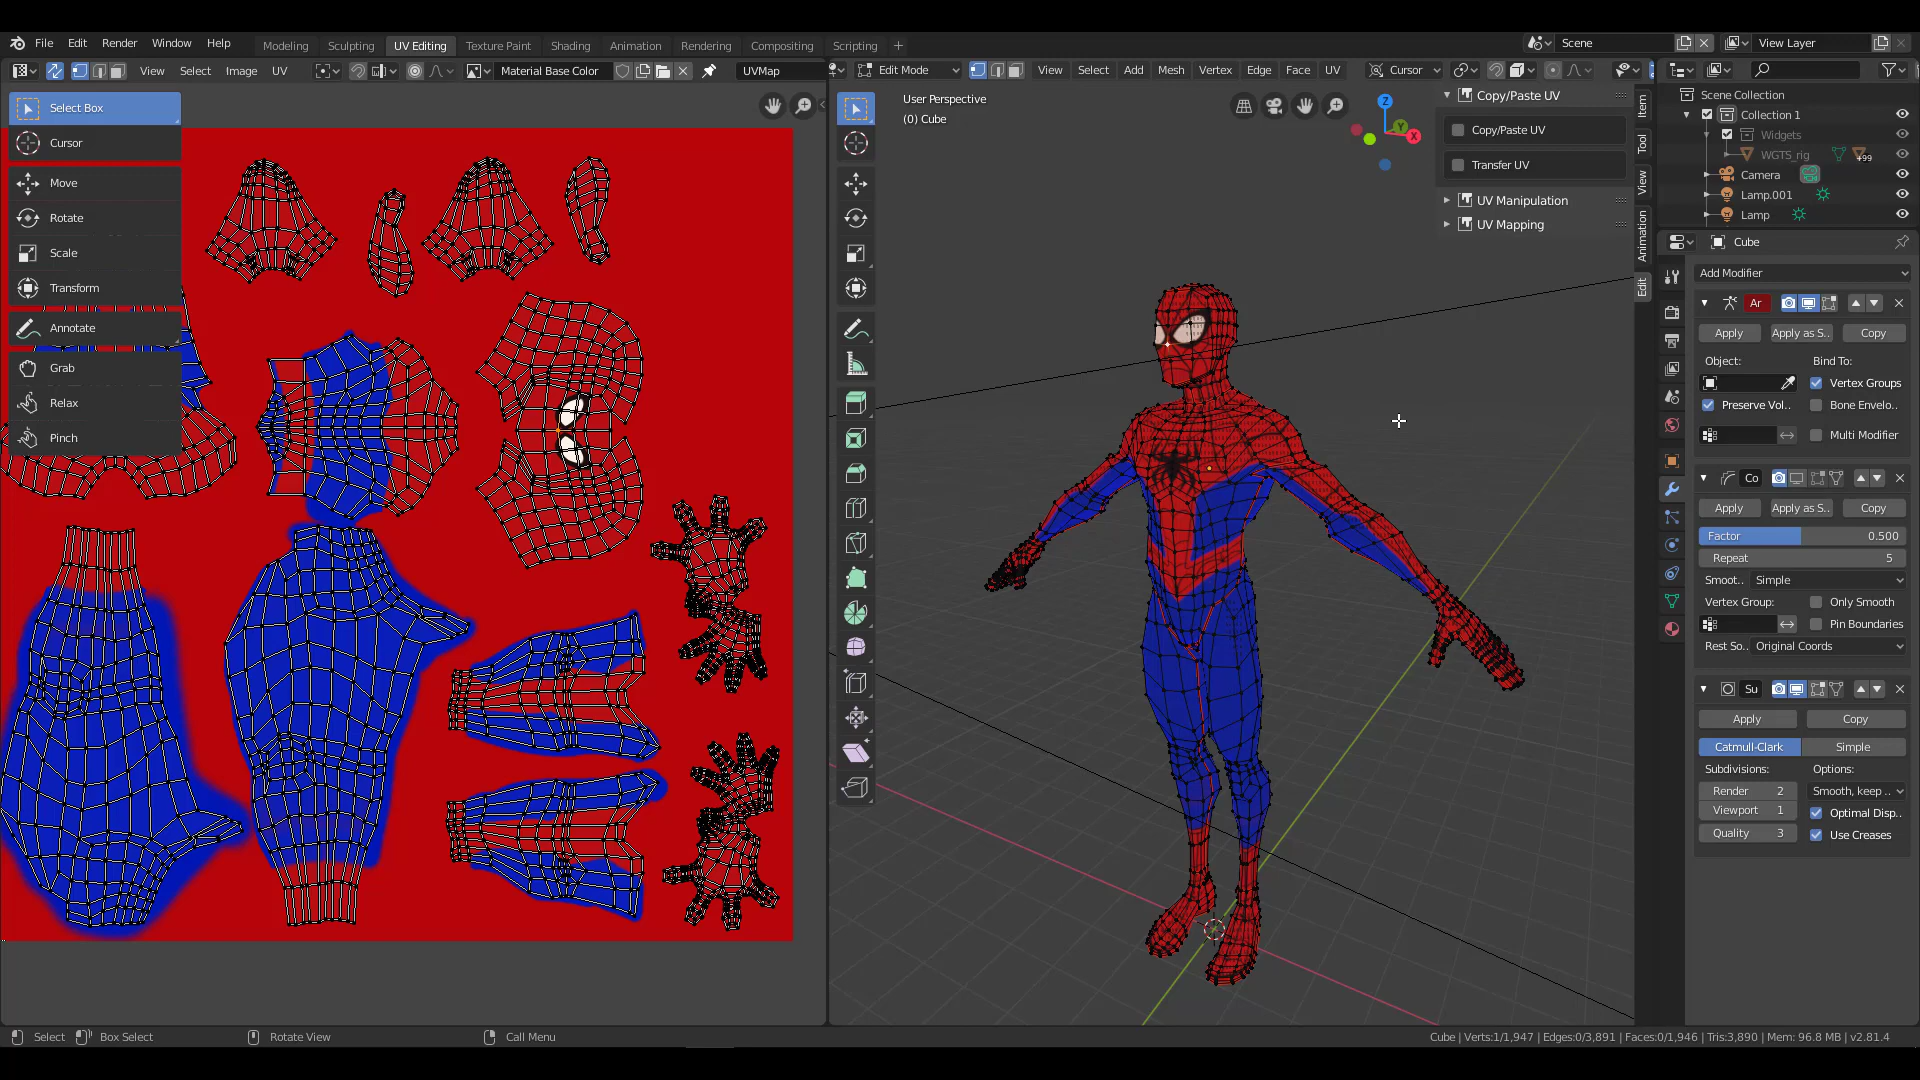 File Edit Render Window Help
Modeling Sculpting UV Editing Texture Paint Shading Animation Rendering Compositing Scripting +
Scene
View Layer
View Select Image UV
Material Base Color
UVMap
Edit Mode
View Select Add Mesh Vertex Edge Face UV
Cursor
Select Box
Cursor
Move
Rotate
Scale
Transform
Annotate
Grab
Relax
Pinch
User Perspective
(0) Cube
Z
Y
X
Copy/Paste UV
Copy/Paste UV
Transfer UV
UV Manipulation
UV Mapping
Item
Tool
View
Animation
Edit
Scene Collection
Collection 1
Widgets
WGTS_rig
+99
Camera
Lamp.001
Lamp
Cube
Add Modifier
Ar
Apply Apply as S.. Copy
Object: Bind To:
Vertex Groups
Preserve Vol.. Bone Envelo..
Multi Modifier
Co
Apply Apply as S.. Copy
Factor 0.500
Repeat 5
Smoot.. Simple
Vertex Group: Only Smooth
Pin Boundaries
Rest So.. Original Coords
Su
Apply Copy
Catmull-Clark Simple
Subdivisions: Options:
Render 2 Smooth, keep ..
Viewport 1 Optimal Disp..
Quality 3 Use Creases
Select Box Select Rotate View Call Menu
Cube | Verts:1/1,947 | Edges:0/3,891 | Faces:0/1,946 | Tris:3,890 | Mem: 96.8 MB | v2.81.4